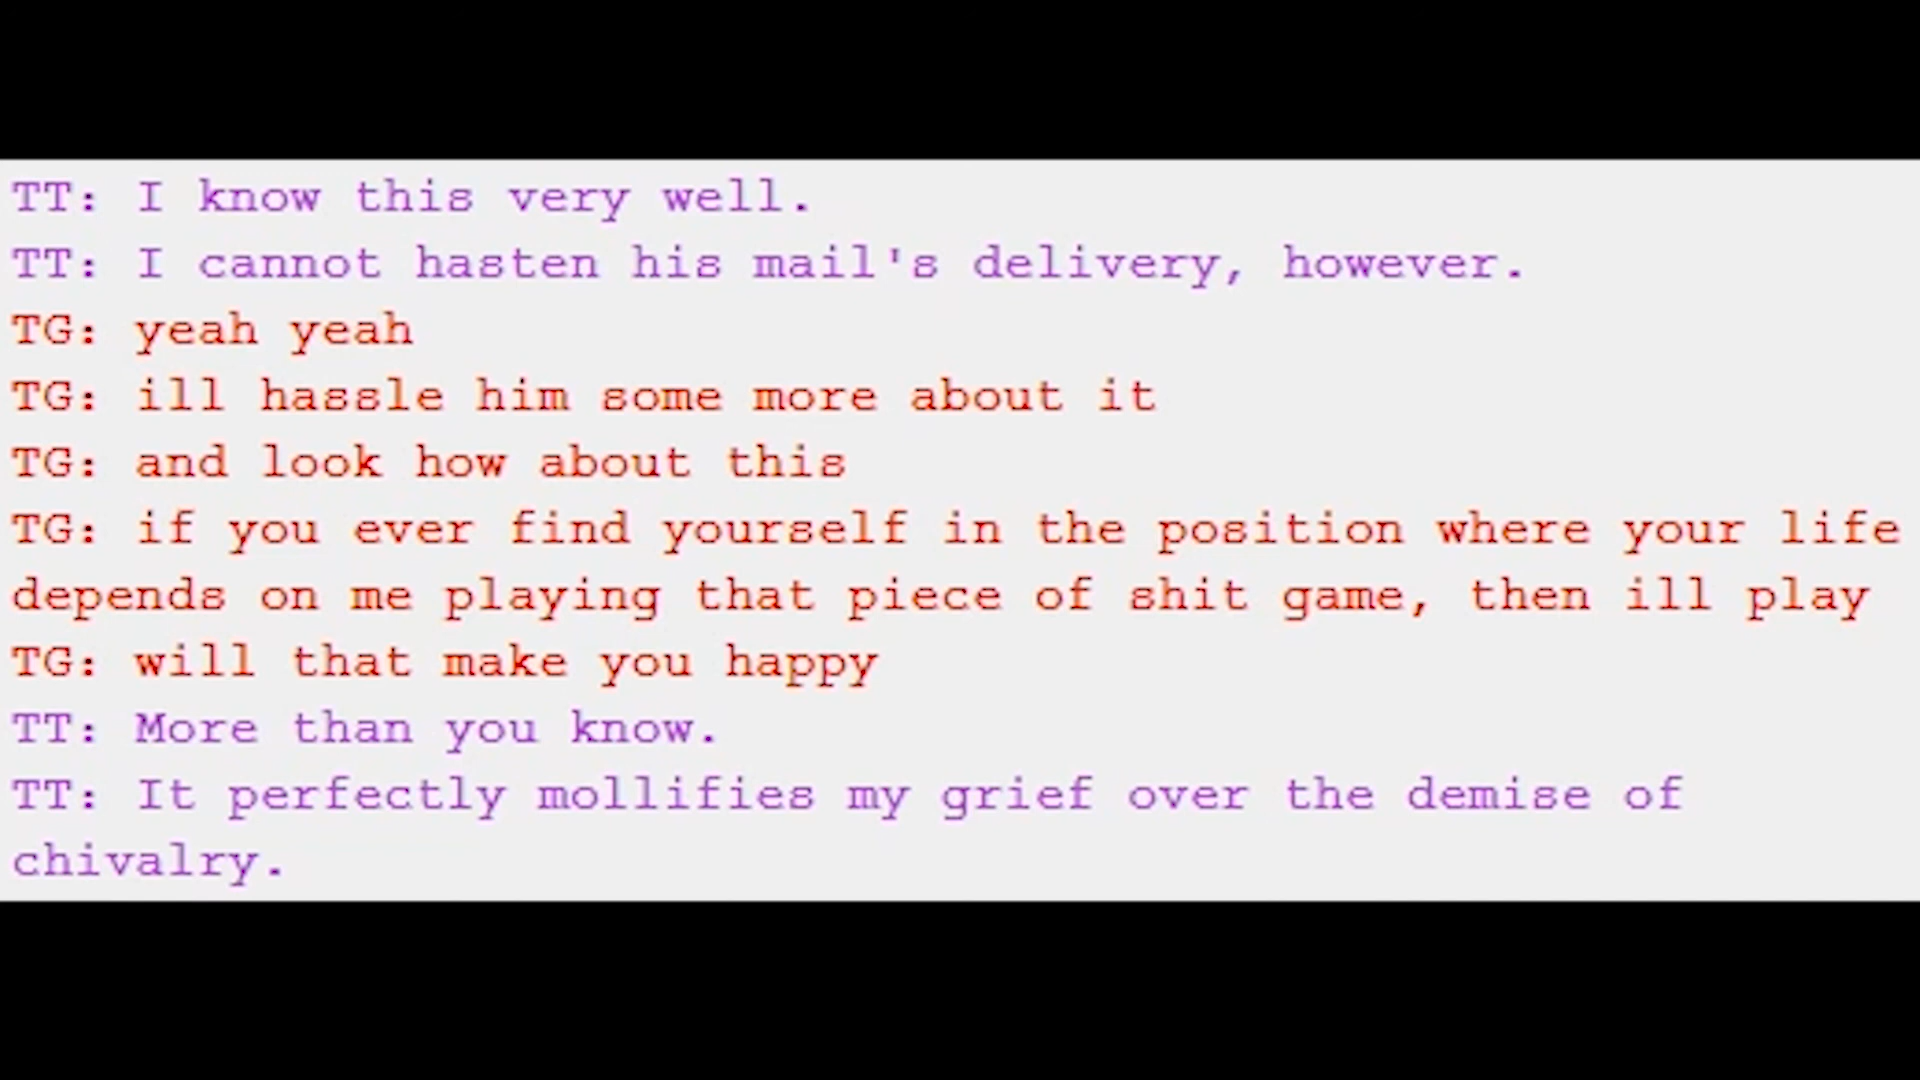 TT: I know this very well.
TT: I cannot hasten his mail's delivery, however.
TG: yeah yeah
TG: ill hassle him some more about it
TG: and look how about this
TG: if you ever find yourself in the position where your life
depends on me playing that piece of shit game, then ill play
TG: will that make you happy
TT: More than you know.
TT: It perfectly mollifies my grief over the demise of
chivalry.